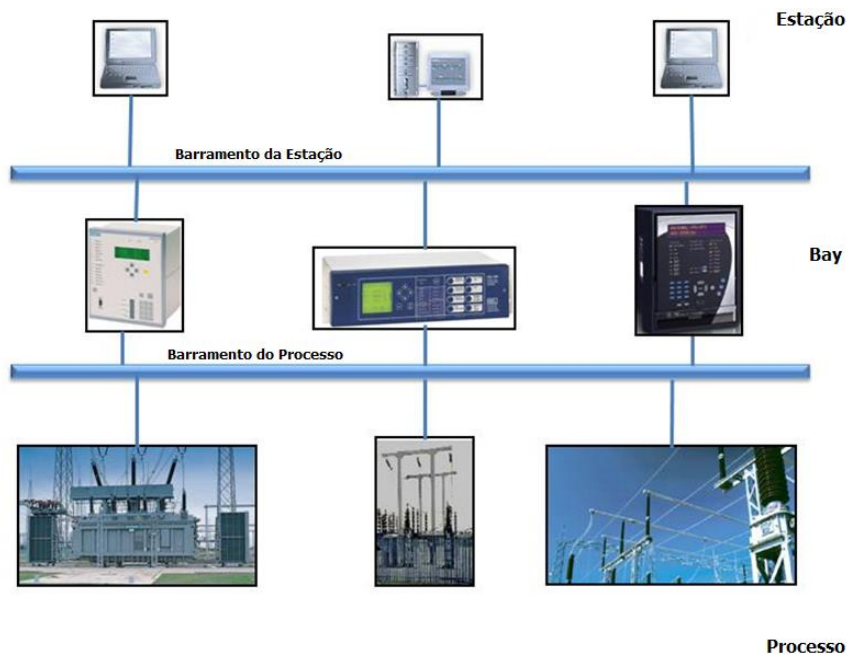 Estação
Barramento da Estação
Bay
Barramento do Processo
Processo